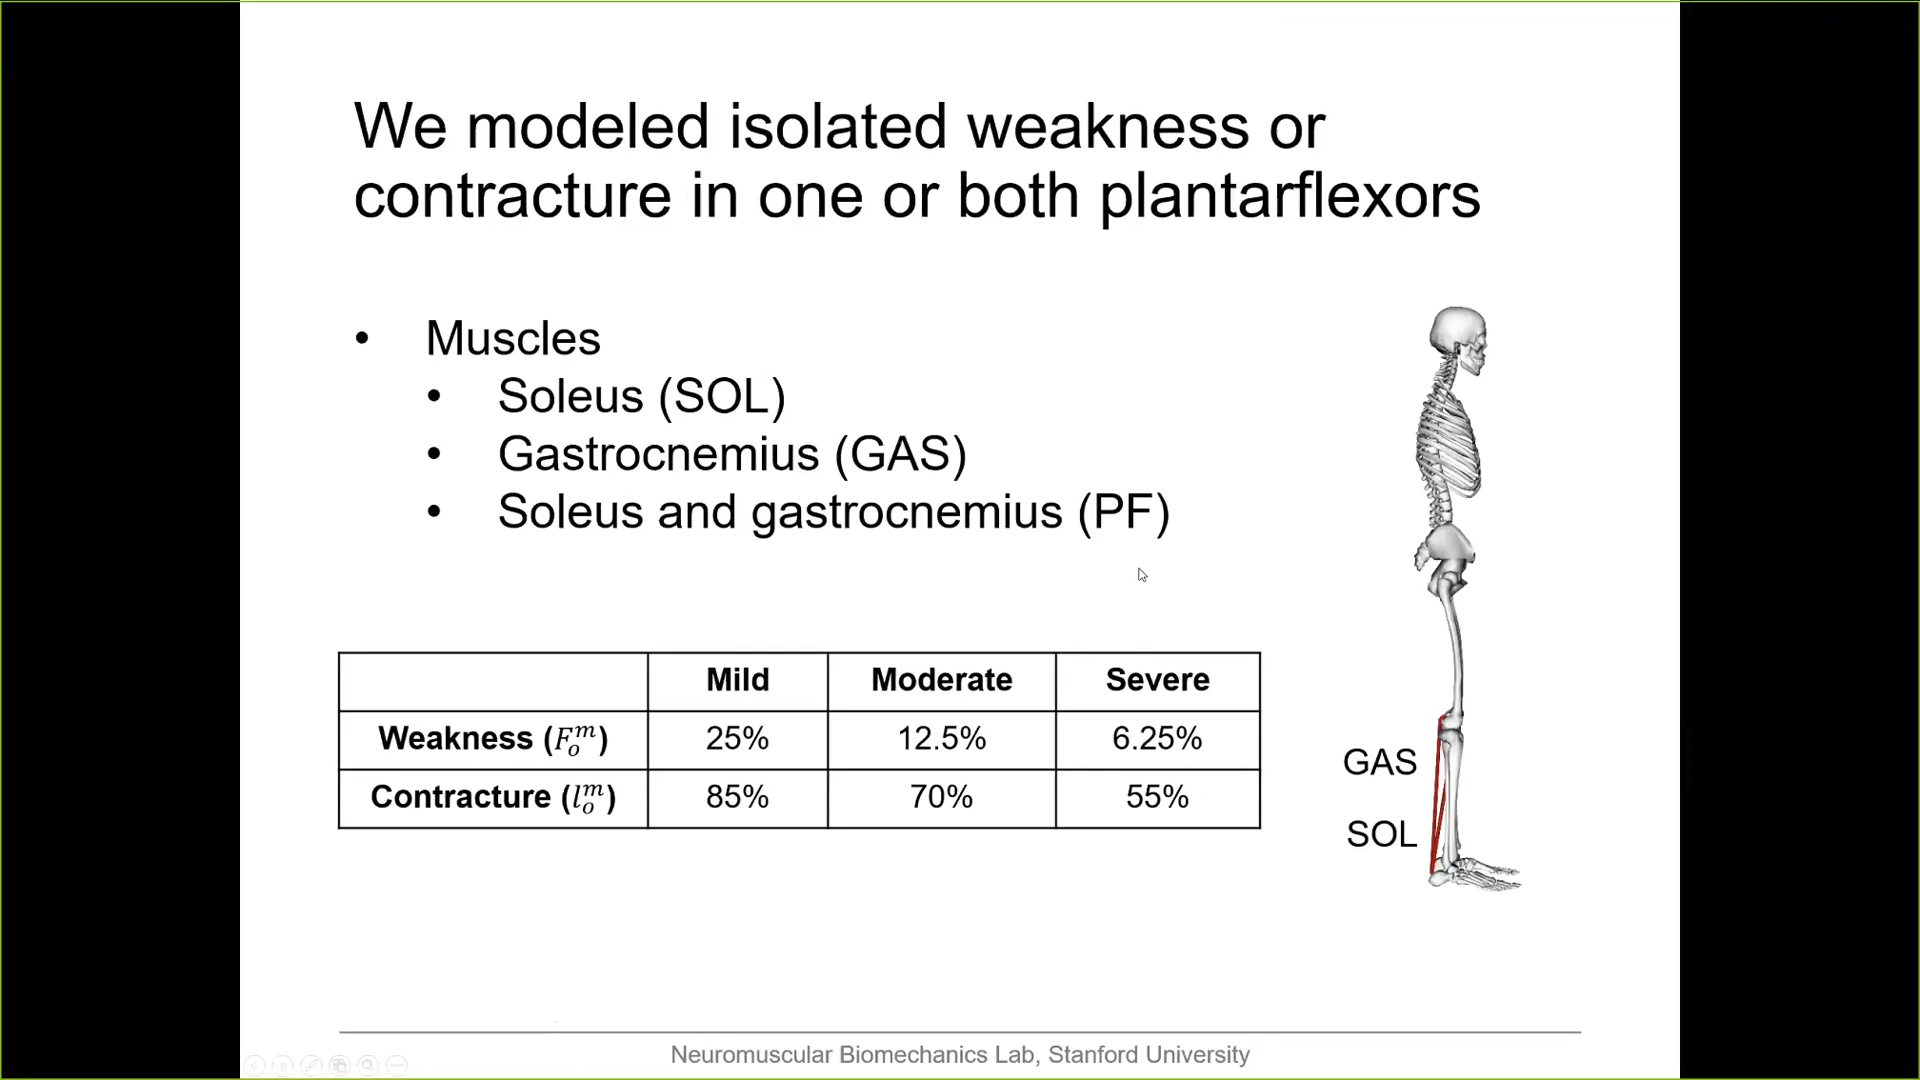 We modeled isolated weakness or
contracture in one or both plantarflexors
• Muscles
• Soleus (SOL)
• Gastrocnemius (GAS)
• Soleus and gastrocnemius (PF)
Mild Moderate Severe
Weakness (F_o^m) 25% 12.5% 6.25%
Contracture (l_o^m) 85% 70% 55%
GAS
SOL
Neuromuscular Biomechanics Lab, Stanford University